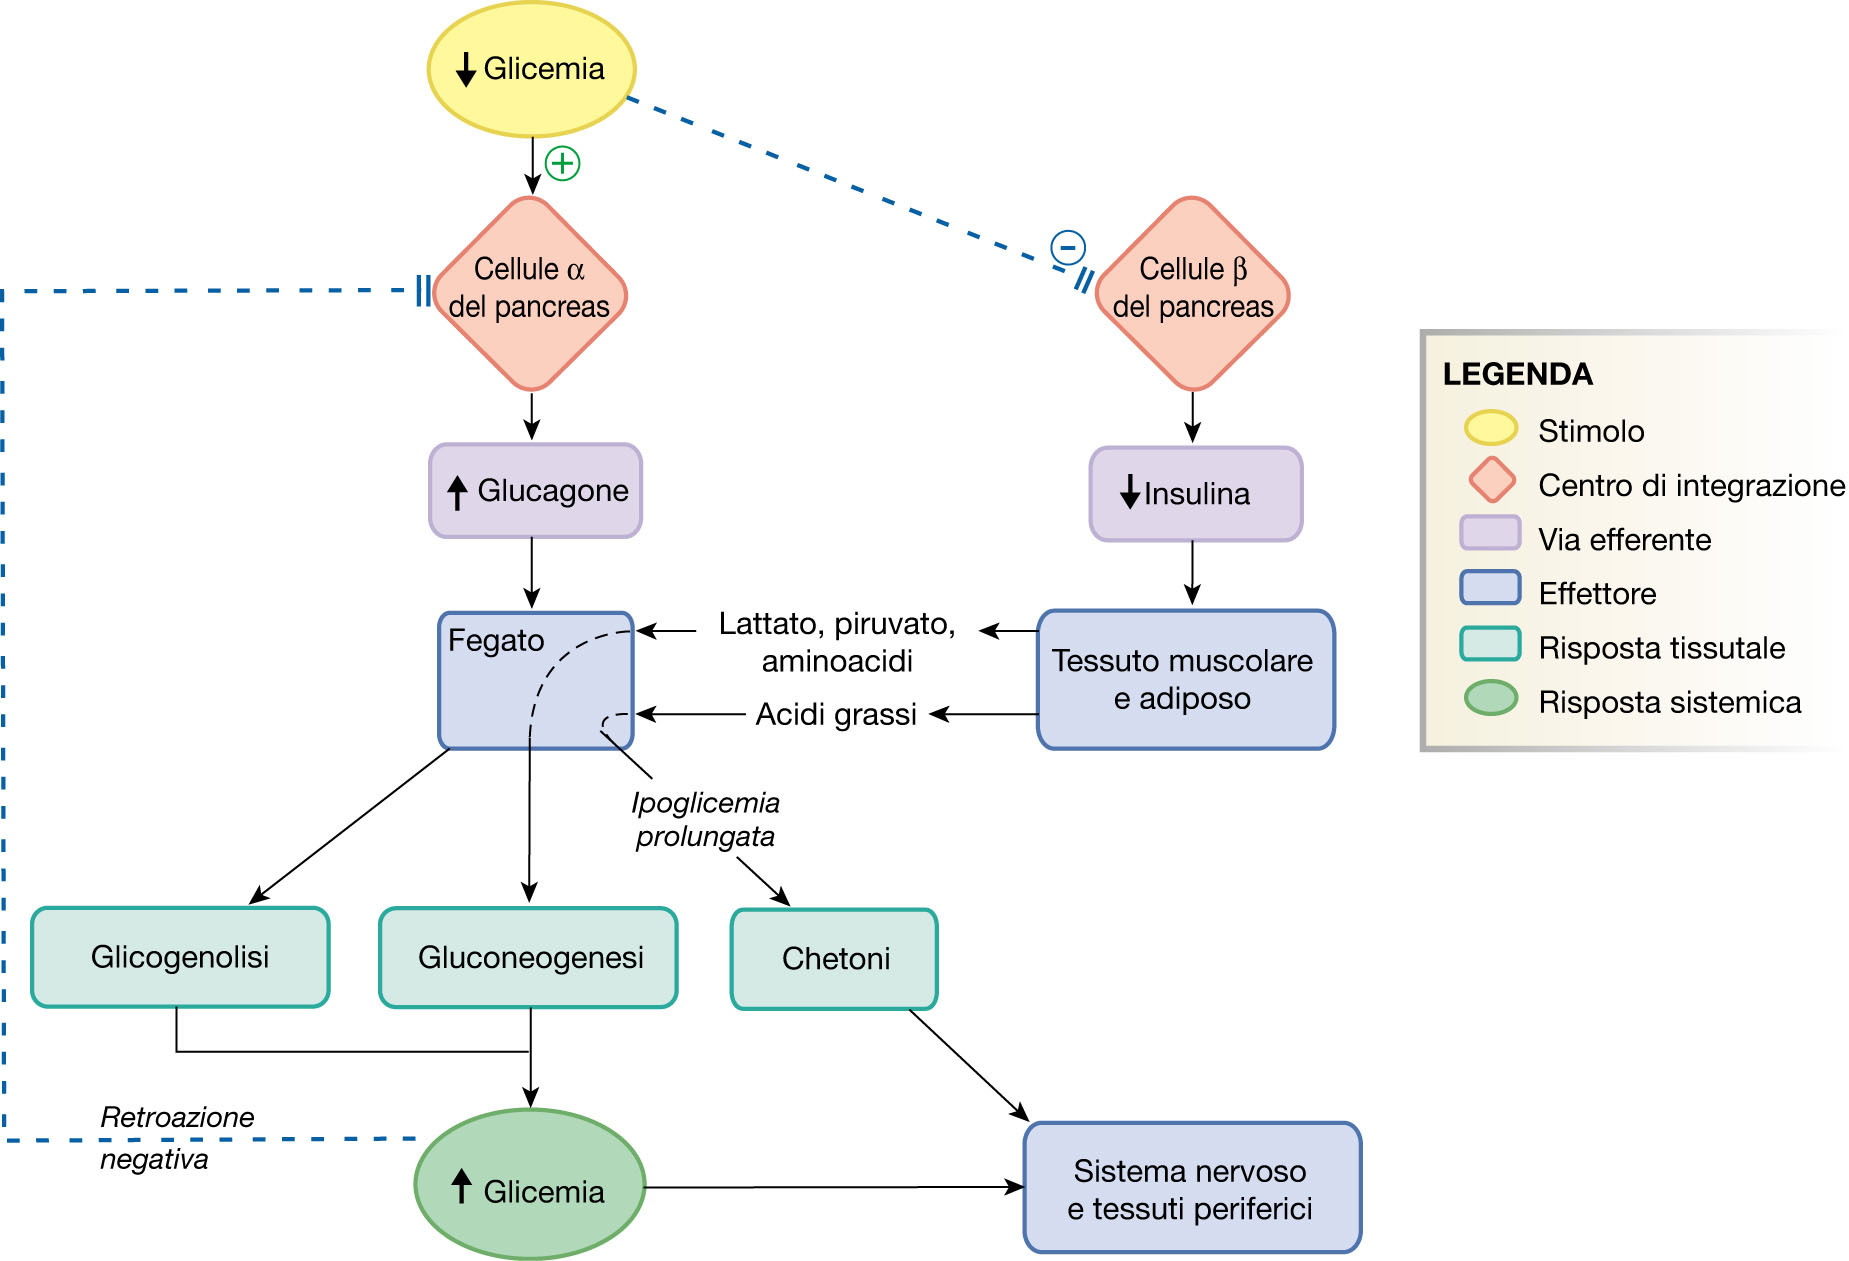 ↓ Glicemia
+
-
Cellule α
del pancreas
Cellule β
del pancreas
↑ Glucagone
↓ Insulina
Fegato
Lattato, piruvato,
aminoacidi
Acidi grassi
Tessuto muscolare
e adiposo
Ipoglicemia
prolungata
Glicogenolisi
Gluconeogenesi
Chetoni
Retroazione
negativa
↑ Glicemia
Sistema nervoso
e tessuti periferici
LEGENDA
Stimolo
Centro di integrazione
Via efferente
Effettore
Risposta tissutale
Risposta sistemica